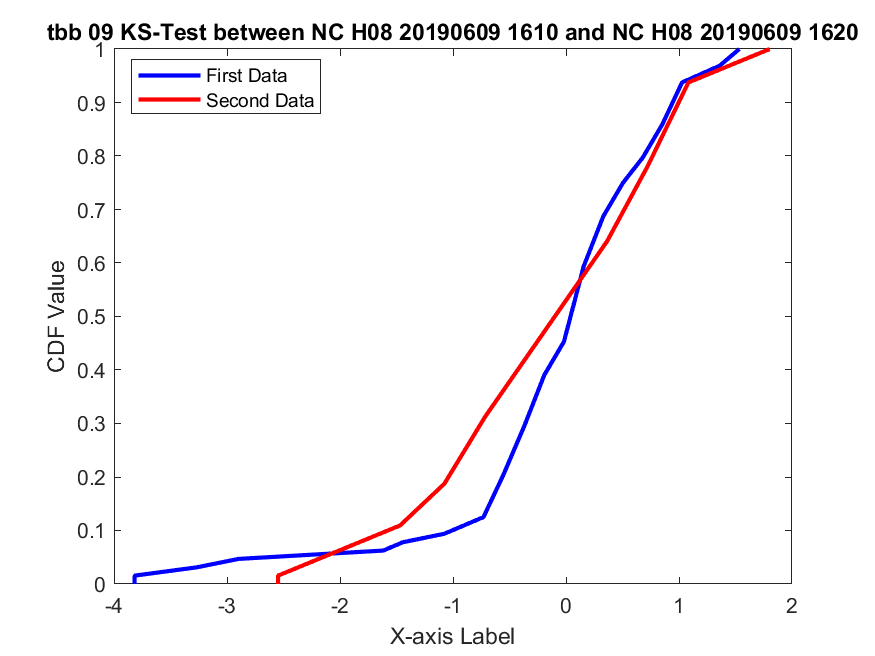 tbb 09 KS-Test between NC H08 20190609 1610 and NC H08 20190609 1620
First Data
Second Data
1
0.9
0.8
0.7
0.6
0.5
0.4
0.3
0.2
0.1
0
CDF Value
-4 -3 -2 -1 0 1 2
X-axis Label